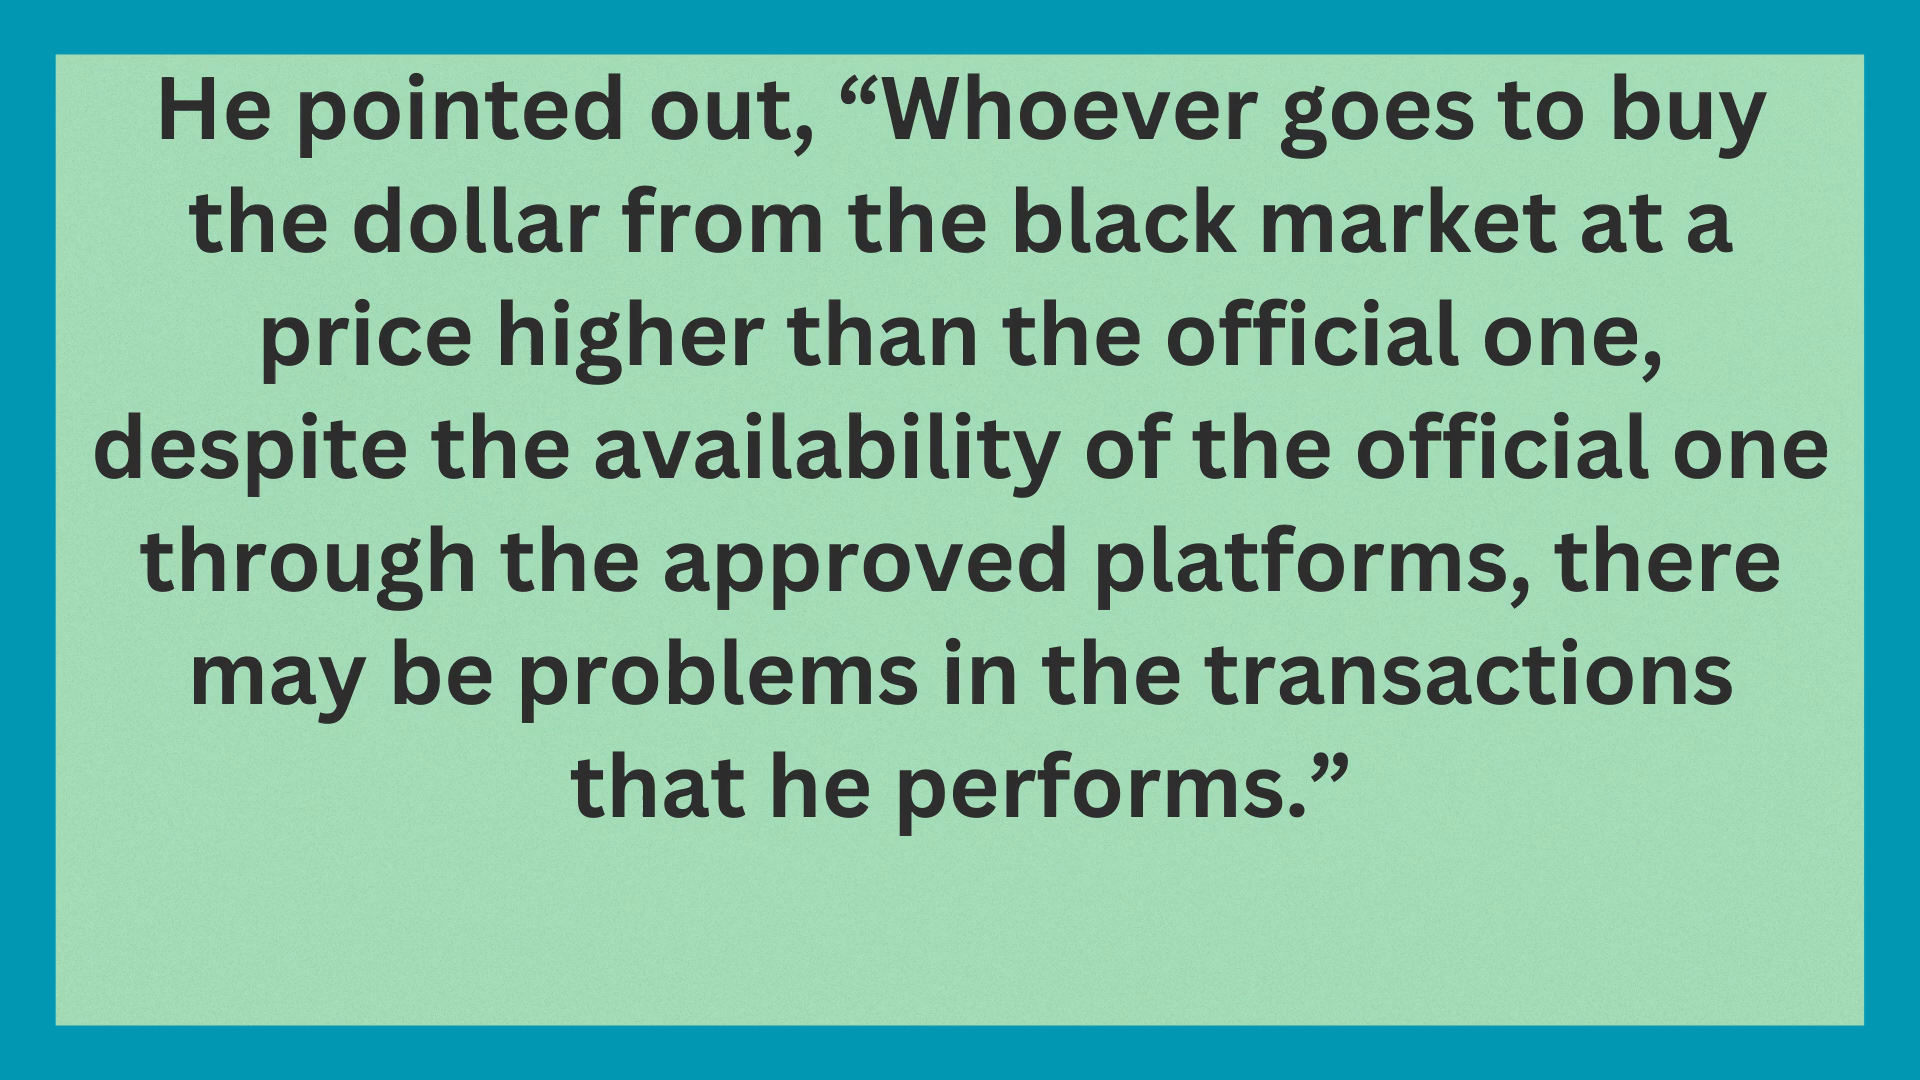 He pointed out, “Whoever goes to buy
the dollar from the black market at a
price higher than the official one,
despite the availability of the official one
through the approved platforms, there
may be problems in the transactions
that he performs.”